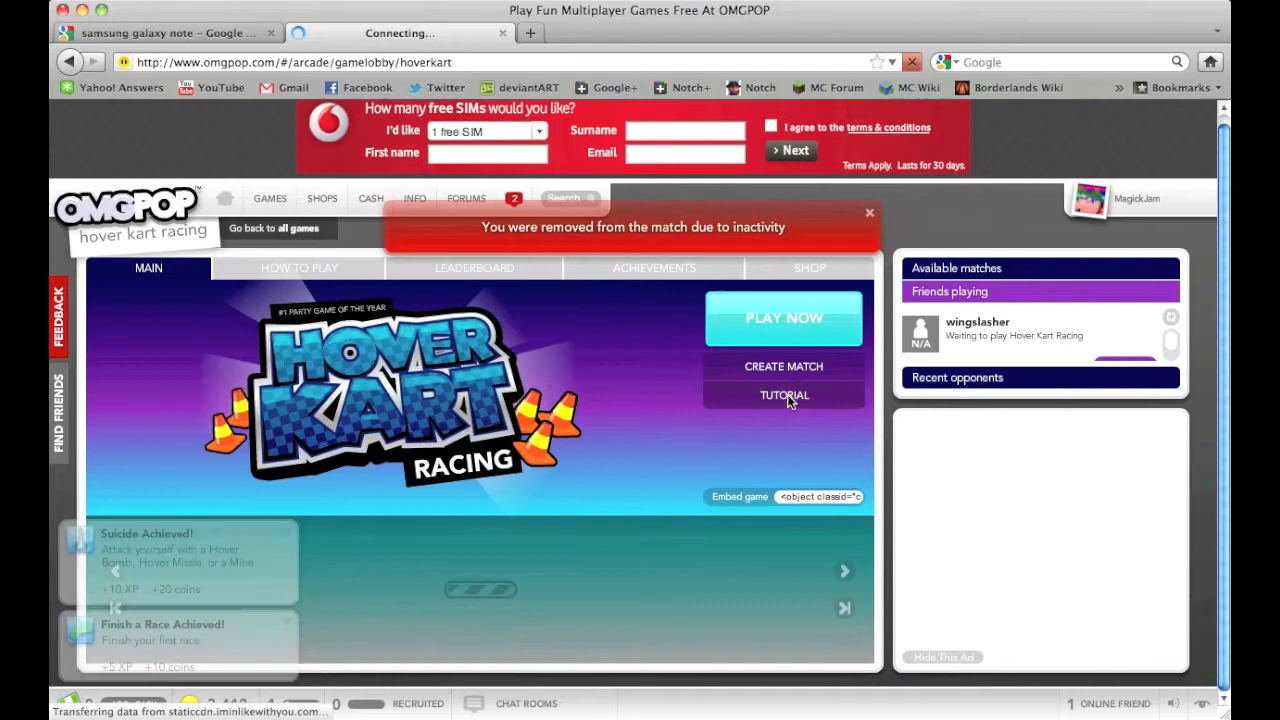 Play Fun Multiplayer Games Free At OMGPOP
samsung galaxy note - Google ...
Connecting...
http://www.omgpop.com/#/arcade/gamelobby/hoverkart
Google
Yahoo! Answers
YouTube
Gmail
Facebook
Twitter
deviantART
Google+
Notch+
Notch
MC Forum
MC Wiki
Borderlands Wiki
»
Bookmarks
How many free SIMs would you like?
I'd like
1 free SIM
Surname
I agree to the terms & conditions
First name
Email
› Next
Terms Apply. Lasts for 30 days.
OMGPOP
hover kart racing
GAMES
SHOPS
CASH
INFO
FORUMS
2
Search
MagickJam
Go back to all games
You were removed from the match due to inactivity
MAIN
HOW TO PLAY
LEADERBOARD
ACHIEVEMENTS
SHOP
#1 PARTY GAME OF THE YEAR
HOVER
KART
RACING
PLAY NOW
CREATE MATCH
TUTORIAL
Embed game
<object classid="c
Available matches
Friends playing
N/A
wingslasher
Waiting to play Hover Kart Racing
Recent opponents
FEEDBACK
FIND FRIENDS
Suicide Achieved!
Attack yourself with a Hover
Bomb, Hover Missle, or a Mine
+10 XP +20 coins
Finish a Race Achieved!
Finish your first race
+5 XP +10 coins
Hide This Ad
RECRUITED
CHAT ROOMS
1 ONLINE FRIEND
Transferring data from staticcdn.iminlikewithyou.com...